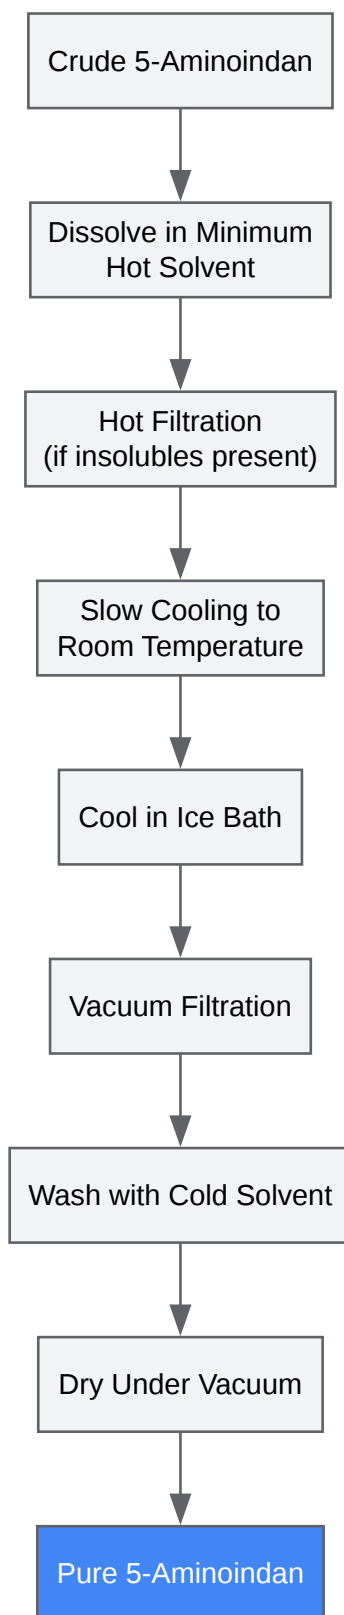 Crude 5-Aminoindan
Dissolve in Minimum
Hot Solvent
Hot Filtration
(if insolubles present)
Slow Cooling to
Room Temperature
Cool in Ice Bath
Vacuum Filtration
Wash with Cold Solvent
Dry Under Vacuum
Pure 5-Aminoindan